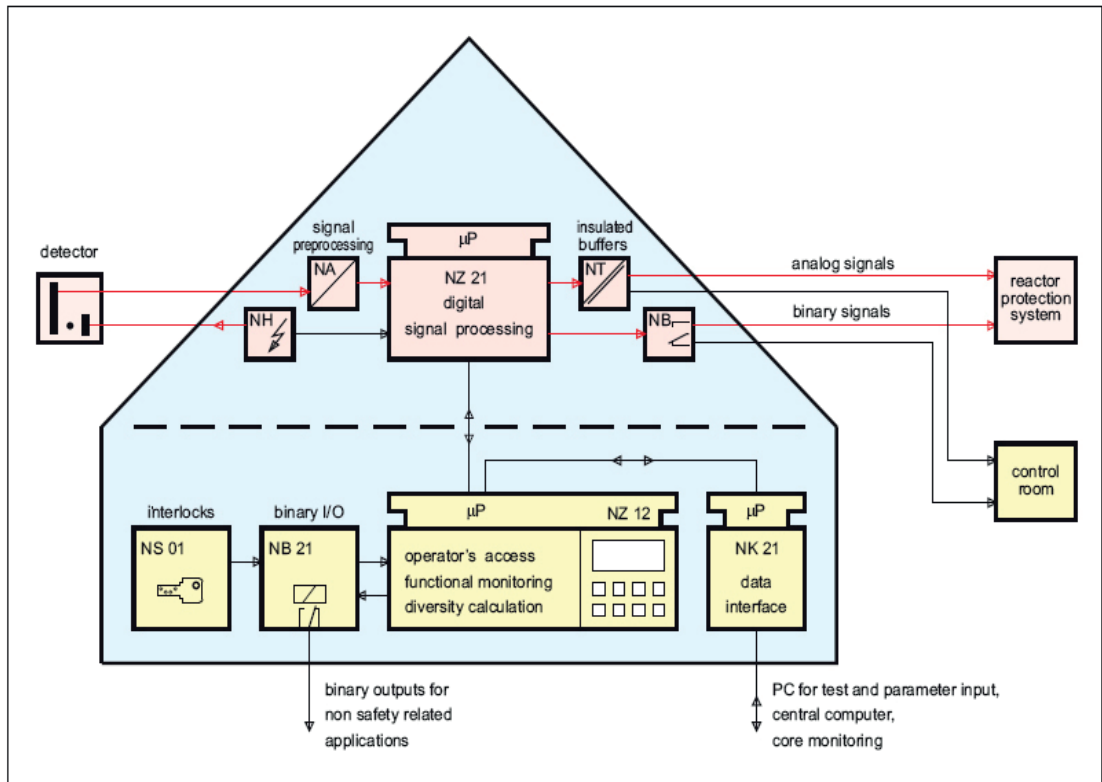 detector
signal
preprocessing
NA
NH
µP
NZ 21
digital
signal processing
insulated
buffers
NT
NB
analog signals
binary signals
reactor
protection
system
control
room
interlocks
NS 01
binary I/O
NB 21
µP
NZ 12
operator's access
functional monitoring
diversity calculation
µP
NK 21
data
interface
binary outputs for
non safety related
applications
PC for test and parameter input,
central computer,
core monitoring